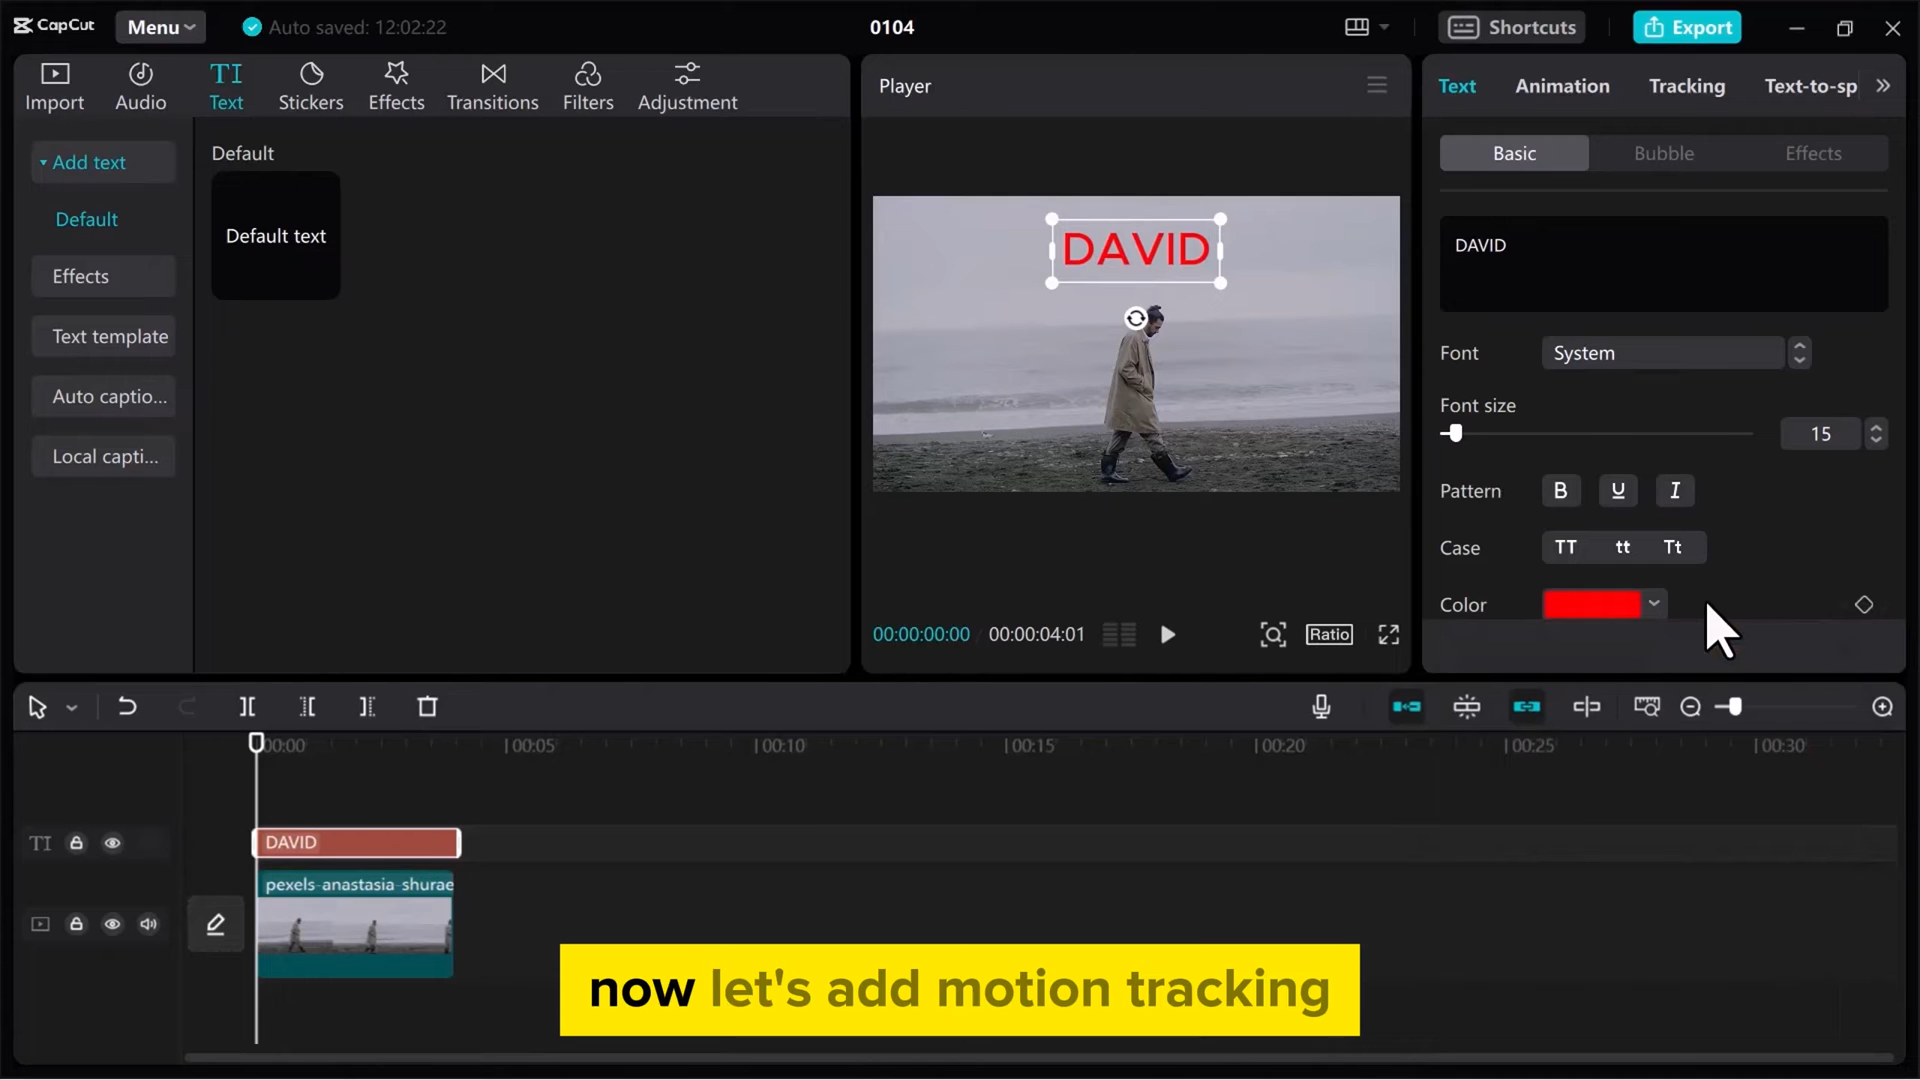 CapCut
Menu
Auto saved: 12:02:22
0104
Shortcuts
Export
Import
Audio
TI
Text
Stickers
Effects
Transitions
Filters
Adjustment
Add text
Default
Effects
Text template
Auto captio...
Local capti...
Default
Default text
Player
DAVID
00:00:00:00
00:00:04:01
Ratio
Text
Animation
Tracking
Text-to-sp
Basic
Bubble
Effects
DAVID
Font
System
Font size
15
Pattern
B
U
I
Case
TT
tt
Tt
Color
00:00
00:05
00:10
00:15
00:20
00:25
00:30
TI
DAVID
pexels-anastasia-shurae
now let's add motion tracking